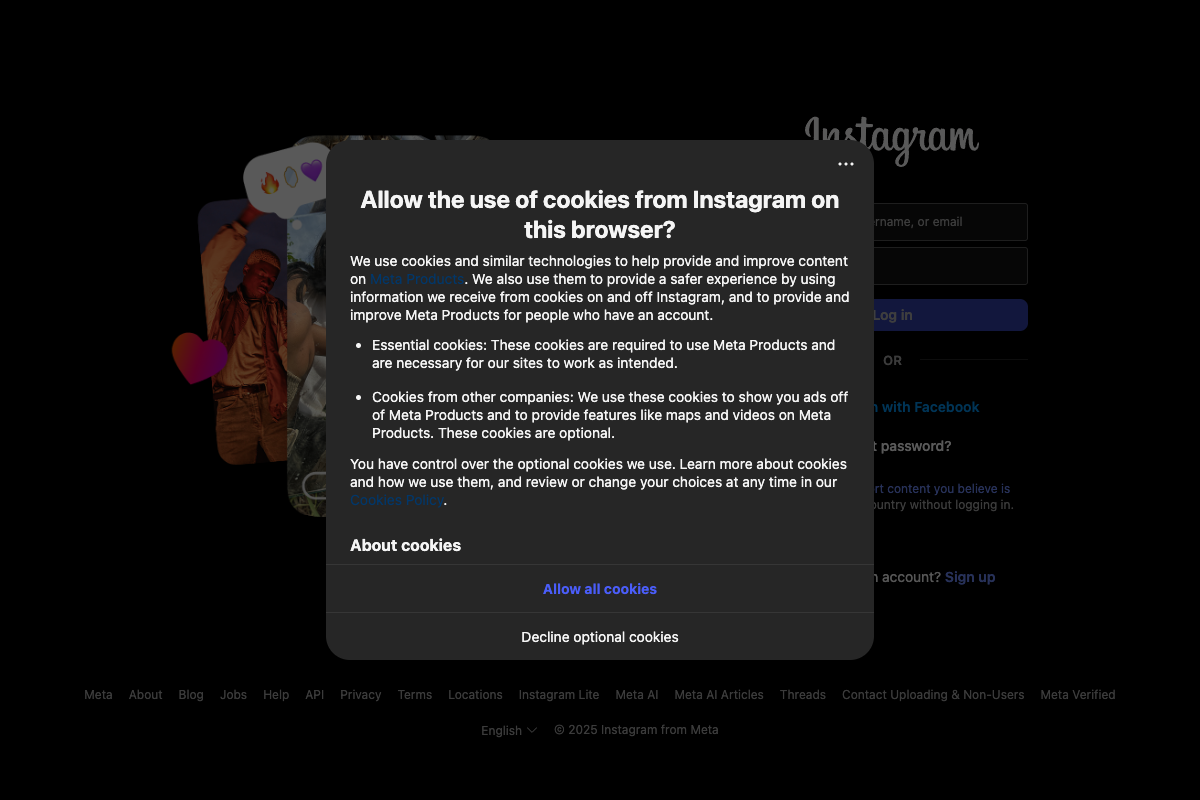 Instagram
Allow the use of cookies from Instagram on
this browser?
We use cookies and similar technologies to help provide and improve content
on Meta Products. We also use them to provide a safer experience by using
information we receive from cookies on and off Instagram, and to provide and
improve Meta Products for people who have an account.
• Essential cookies: These cookies are required to use Meta Products and
are necessary for our sites to work as intended.
• Cookies from other companies: We use these cookies to show you ads off
of Meta Products and to provide features like maps and videos on Meta
Products. These cookies are optional.
You have control over the optional cookies we use. Learn more about cookies
and how we use them, and review or change your choices at any time in our
Cookies Policy.
About cookies
Allow all cookies
Decline optional cookies
or email
Log in
OR
with Facebook
password?
content you believe is
without logging in.
account? Sign up
Meta About Blog Jobs Help API Privacy Terms Locations Instagram Lite Meta AI Meta AI Articles Threads Contact Uploading & Non-Users Meta Verified
English © 2025 Instagram from Meta